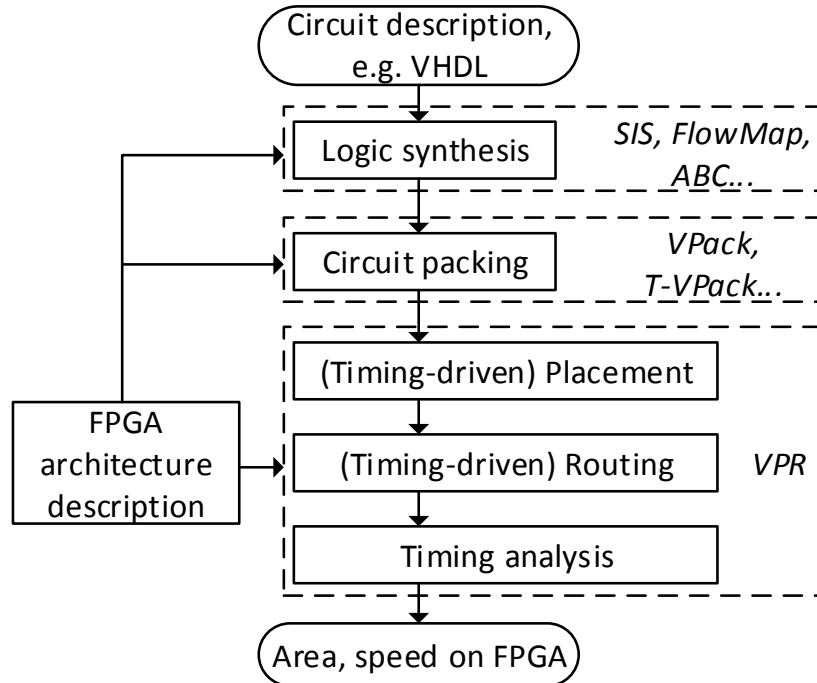 Circuit description,
e.g. VHDL
Logic synthesis
SIS, FlowMap,
ABC...
Circuit packing
VPack,
T-VPack...
(Timing-driven) Placement
FPGA
architecture
description
(Timing-driven) Routing
VPR
Timing analysis
Area, speed on FPGA